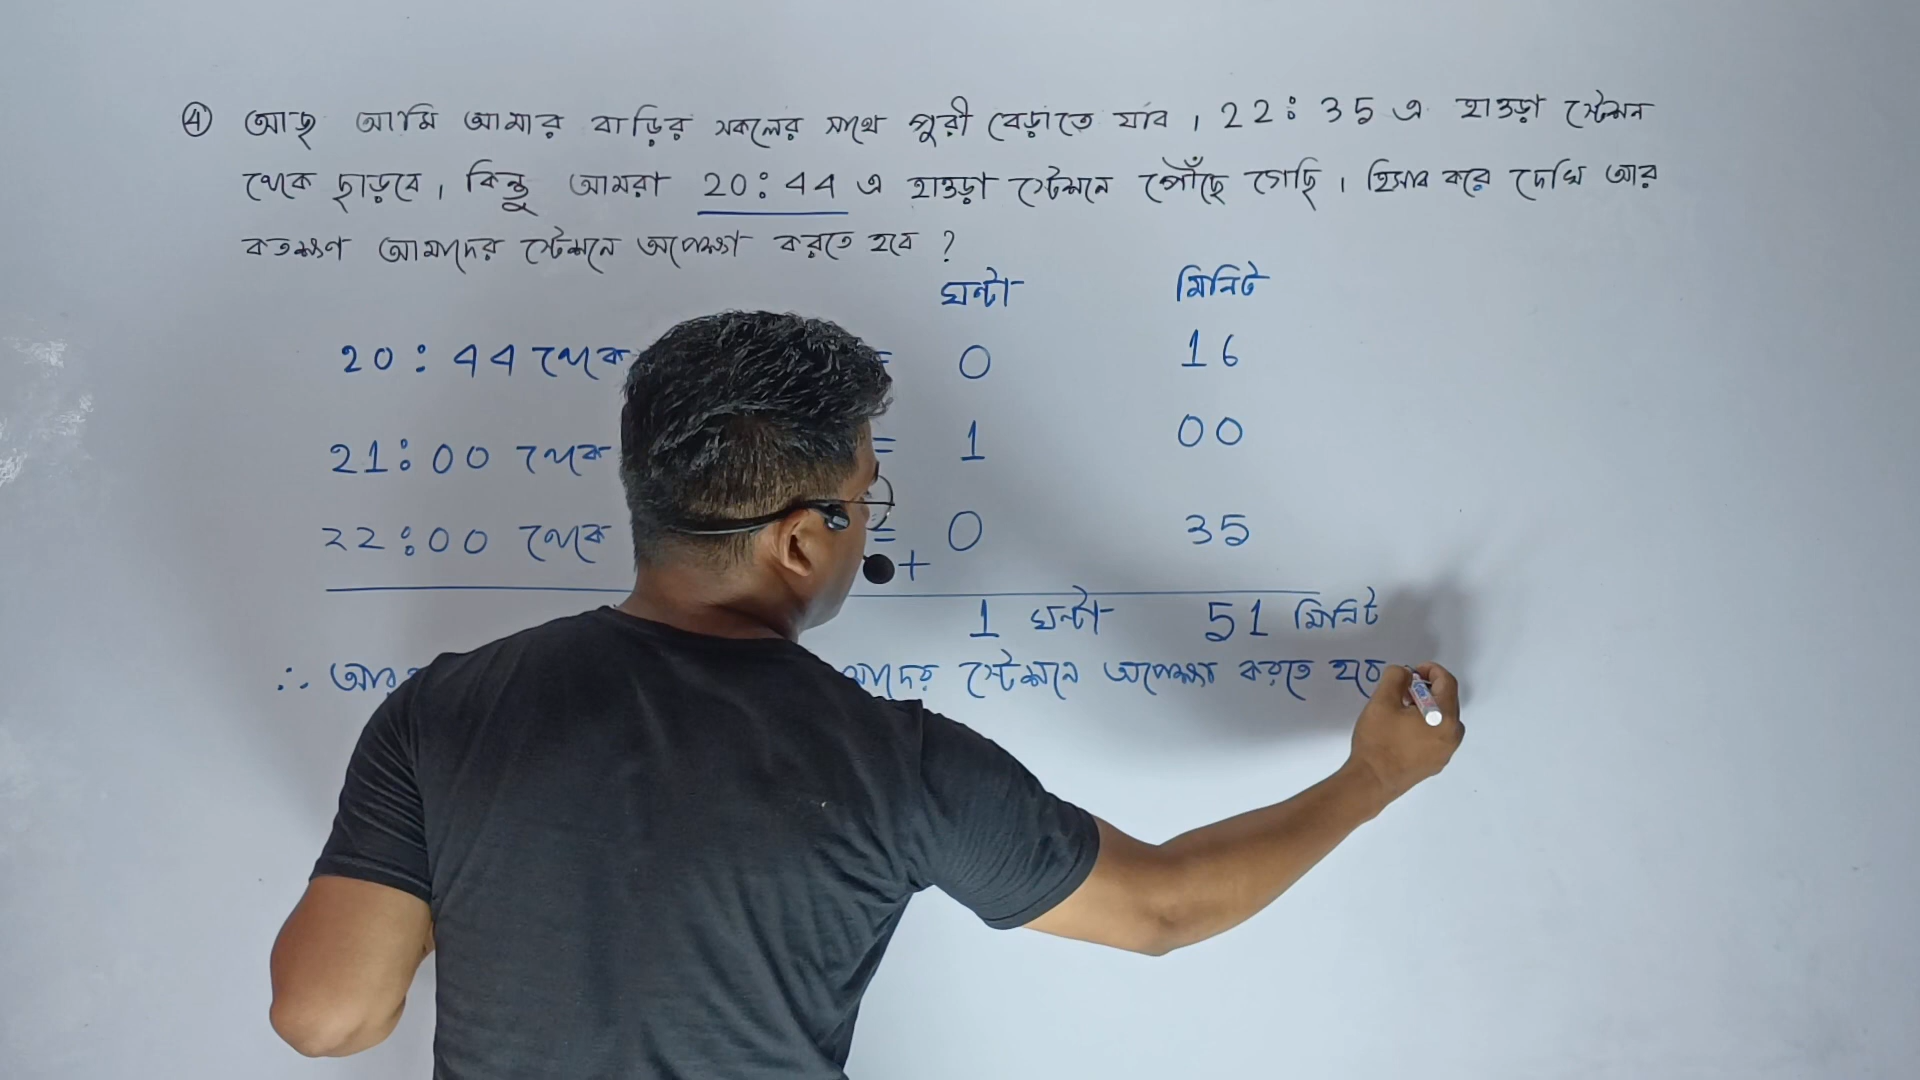 ④ আজ আমি আমার বাড়ির সকলের সাথে পুরী বেড়াতে যাব। 22:35 এ হাওড়া স্টেশন
থেকে ছাড়বে। কিন্তু আমরা 20:44 এ হাওড়া স্টেশনে পৌঁছে গেছি। হিসাব করে দেখি আর
কতক্ষণ আমাদের স্টেশনে অপেক্ষা করতে হবে ?
ঘন্টা মিনিট
20:44 থেকে = 0 16
21:00 থেকে = 1 00
22:00 থেকে = 0 35
+
1 ঘন্টা 51 মিনিট
∴ আর স্টেশনে অপেক্ষা করতে হবে